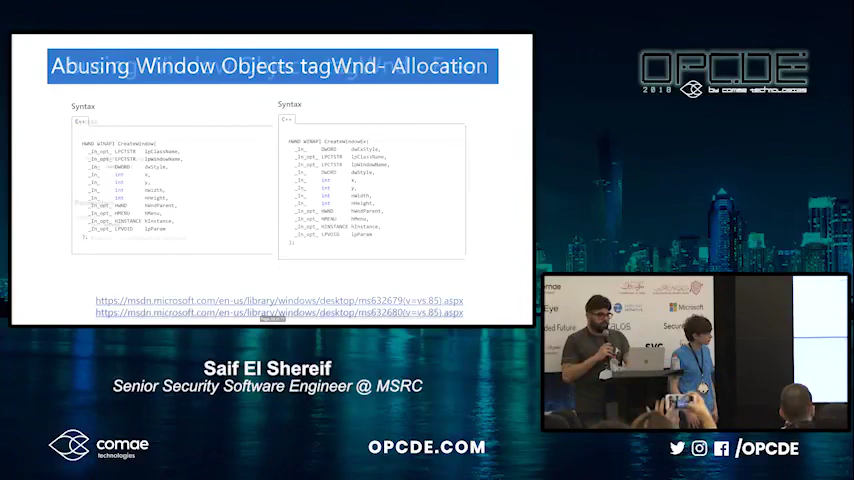 Abusing Window Objects tagWnd- Allocation
Syntax
C++
HWND WINAPI CreateWindow(
_In_opt_ LPCTSTR lpClassName,
_In_opt_ LPCTSTR lpWindowName,
_In_ DWORD dwStyle,
_In_ int x,
_In_ int y,
_In_ int nWidth,
_In_ int nHeight,
_In_opt_ HWND hWndParent,
_In_opt_ HMENU hMenu,
_In_opt_ HINSTANCE hInstance,
_In_opt_ LPVOID lpParam
);
Syntax
C++
HWND WINAPI CreateWindowEx(
_In_ DWORD dwExStyle,
_In_opt_ LPCTSTR lpClassName,
_In_opt_ LPCTSTR lpWindowName,
_In_ DWORD dwStyle,
_In_ int x,
_In_ int y,
_In_ int nWidth,
_In_ int nHeight,
_In_opt_ HWND hWndParent,
_In_opt_ HMENU hMenu,
_In_opt_ HINSTANCE hInstance,
_In_opt_ LPVOID lpParam
);
https://msdn.microsoft.com/en-us/library/windows/desktop/ms632679(v=vs.85).aspx
https://msdn.microsoft.com/en-us/library/windows/desktop/ms632680(v=vs.85).aspx
OPCDE
2018 by comae technologies
comae
Microsoft
Saif El Shereif
Senior Security Software Engineer @ MSRC
comae
technologies
OPCDE.COM
/OPCDE